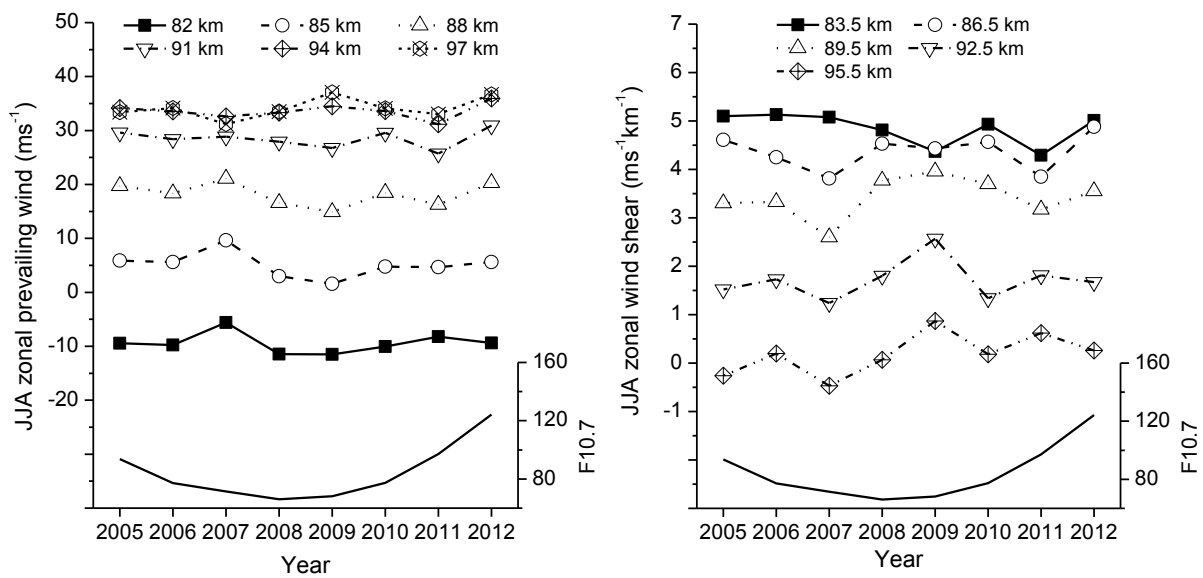 JJA zonal prevailing wind (ms⁻¹)
50
40
30
20
10
0
-10
-20
82 km 85 km 88 km
91 km 94 km 97 km
160
120
80
F10.7
2005 2006 2007 2008 2009 2010 2011 2012
Year
JJA zonal wind shear (ms⁻¹km⁻¹)
7
6
5
4
3
2
1
0
-1
83.5 km 86.5 km
89.5 km 92.5 km
95.5 km
160
120
80
F10.7
2005 2006 2007 2008 2009 2010 2011 2012
Year